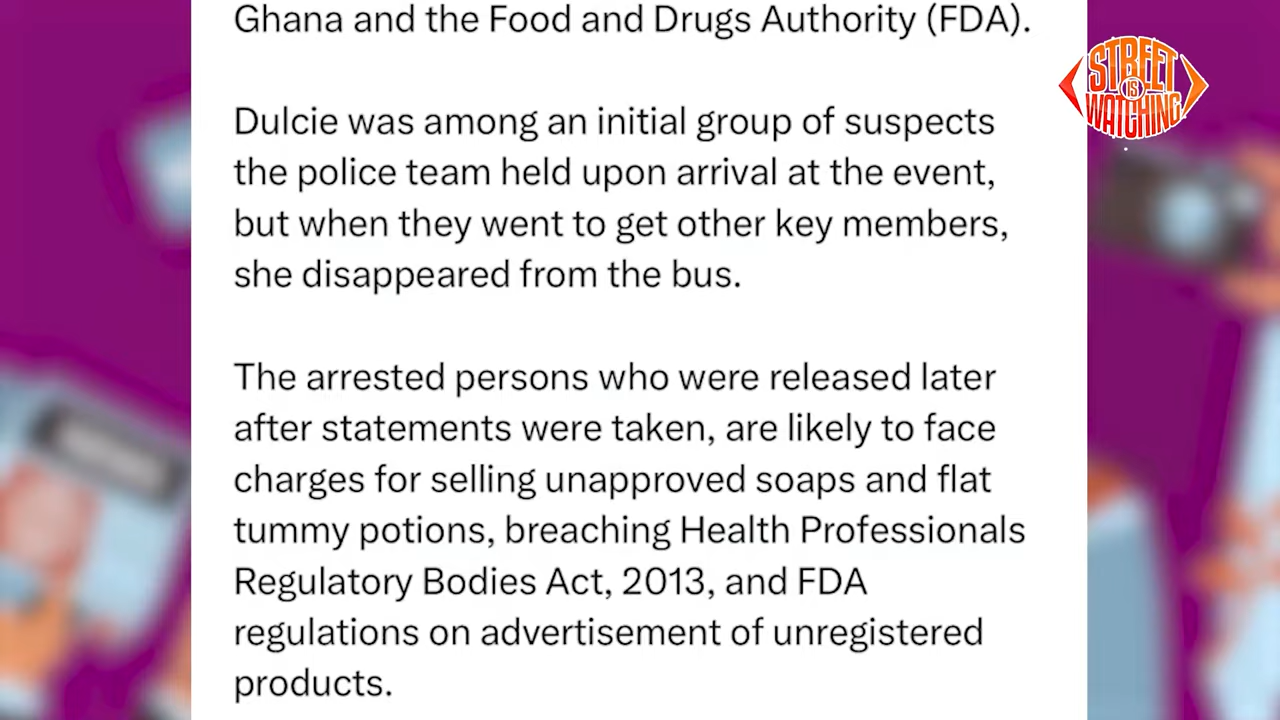 Ghana and the Food and Drugs Authority (FDA).
Dulcie was among an initial group of suspects
the police team held upon arrival at the event,
but when they went to get other key members,
she disappeared from the bus.
The arrested persons who were released later
after statements were taken, are likely to face
charges for selling unapproved soaps and flat
tummy potions, breaching Health Professionals
Regulatory Bodies Act, 2013, and FDA
regulations on advertisement of unregistered
products.
STREET
IS
WATCHING